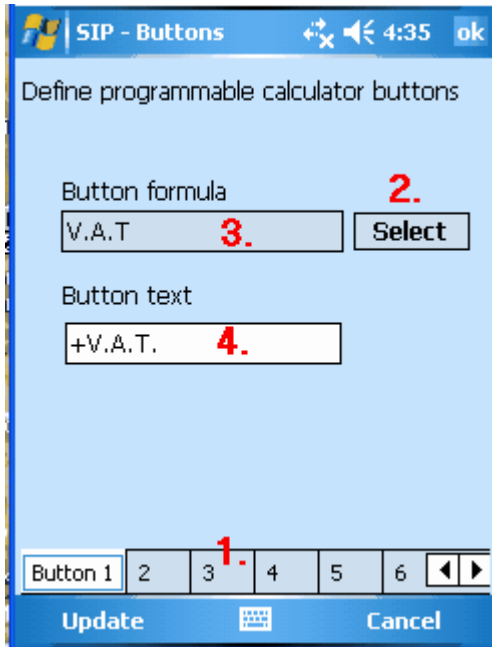 SIP - Buttons 4:35 ok
Define programmable calculator buttons
Button formula 2.
V.A.T 3. Select
Button text
+V.A.T. 4.
1.
Button 1 2 3 4 5 6
Update Cancel